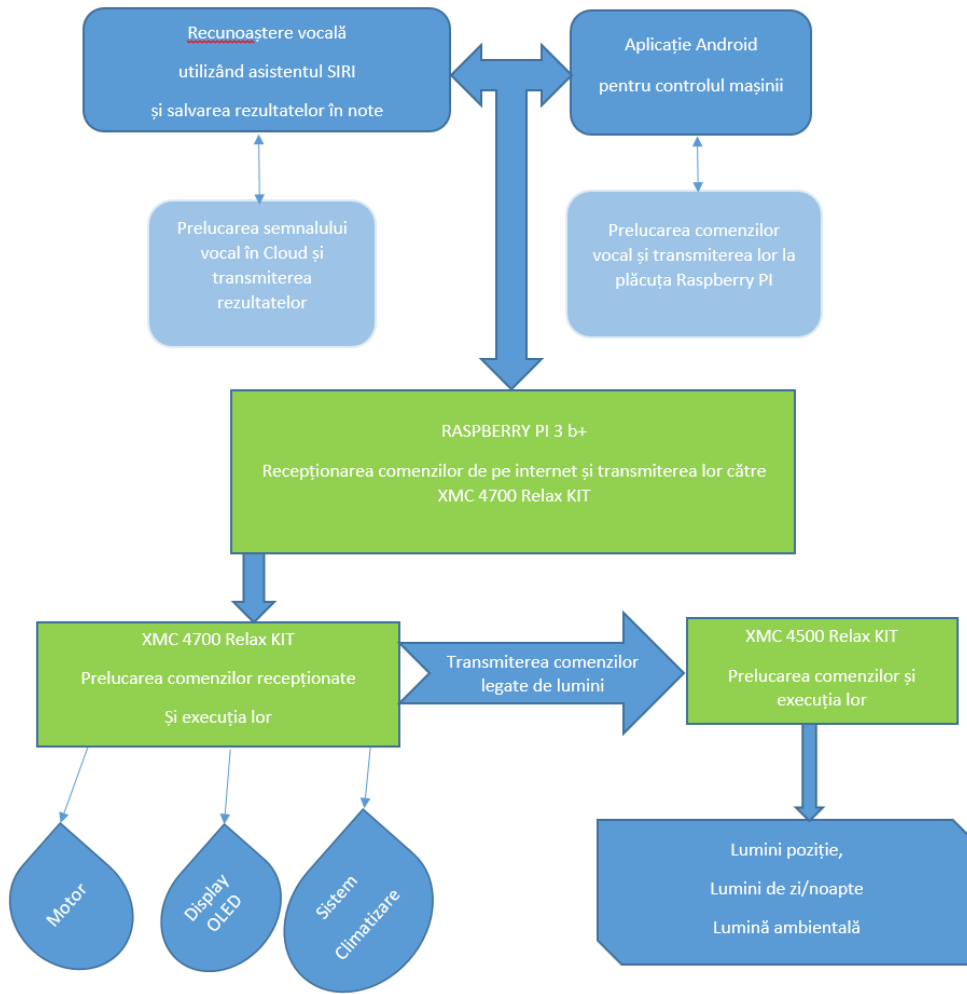 Recunoaștere vocală
utilizând asistentul SIRI
și salvarea rezultatelor în note
Aplicație Android
pentru controlul mașinii
Prelucarea semnalului
vocal în Cloud și
transmiterea
rezultatelor
Prelucarea comenzilor
vocal și transmiterea lor la
plăcuța Raspberry PI
RASPBERRY PI 3 b+
Recepționarea comenzilor de pe internet și transmiterea lor către
XMC 4700 Relax KIT
XMC 4700 Relax KIT
Prelucarea comenzilor recepționate
Și execuția lor
Transmiterea comenzilor
legate de lumini
XMC 4500 Relax KIT
Prelucarea comenzilor și
execuția lor
Motor
Display
OLED
Sistem
Climatizare
Lumini poziție,
Lumini de zi/noapte
Lumină ambientală